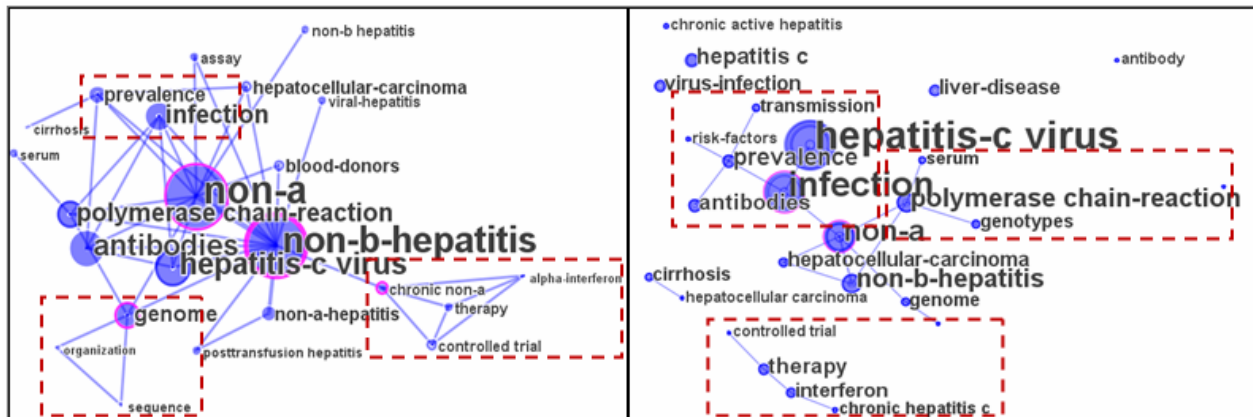 non-b hepatitis
assay
hepatocellular-carcinoma
prevalence
viral-hepatitis
infection
cirrhosis
serum
blood-donors
non-a
polymerase chain-reaction
non-b-hepatitis
antibodies
hepatitis-c virus
alpha-interferon
chronic non-a
therapy
genome
non-a-hepatitis
controlled trial
organization
posttransfusion hepatitis
sequence
chronic active hepatitis
hepatitis c
antibody
virus-infection
liver-disease
transmission
hepatitis-c virus
risk-factors
prevalence
serum
infection
polymerase chain-reaction
antibodies
genotypes
non-a
hepatocellular-carcinoma
cirrhosis
non-b-hepatitis
hepatocellular carcinoma
genome
controlled trial
therapy
interferon
chronic hepatitis c